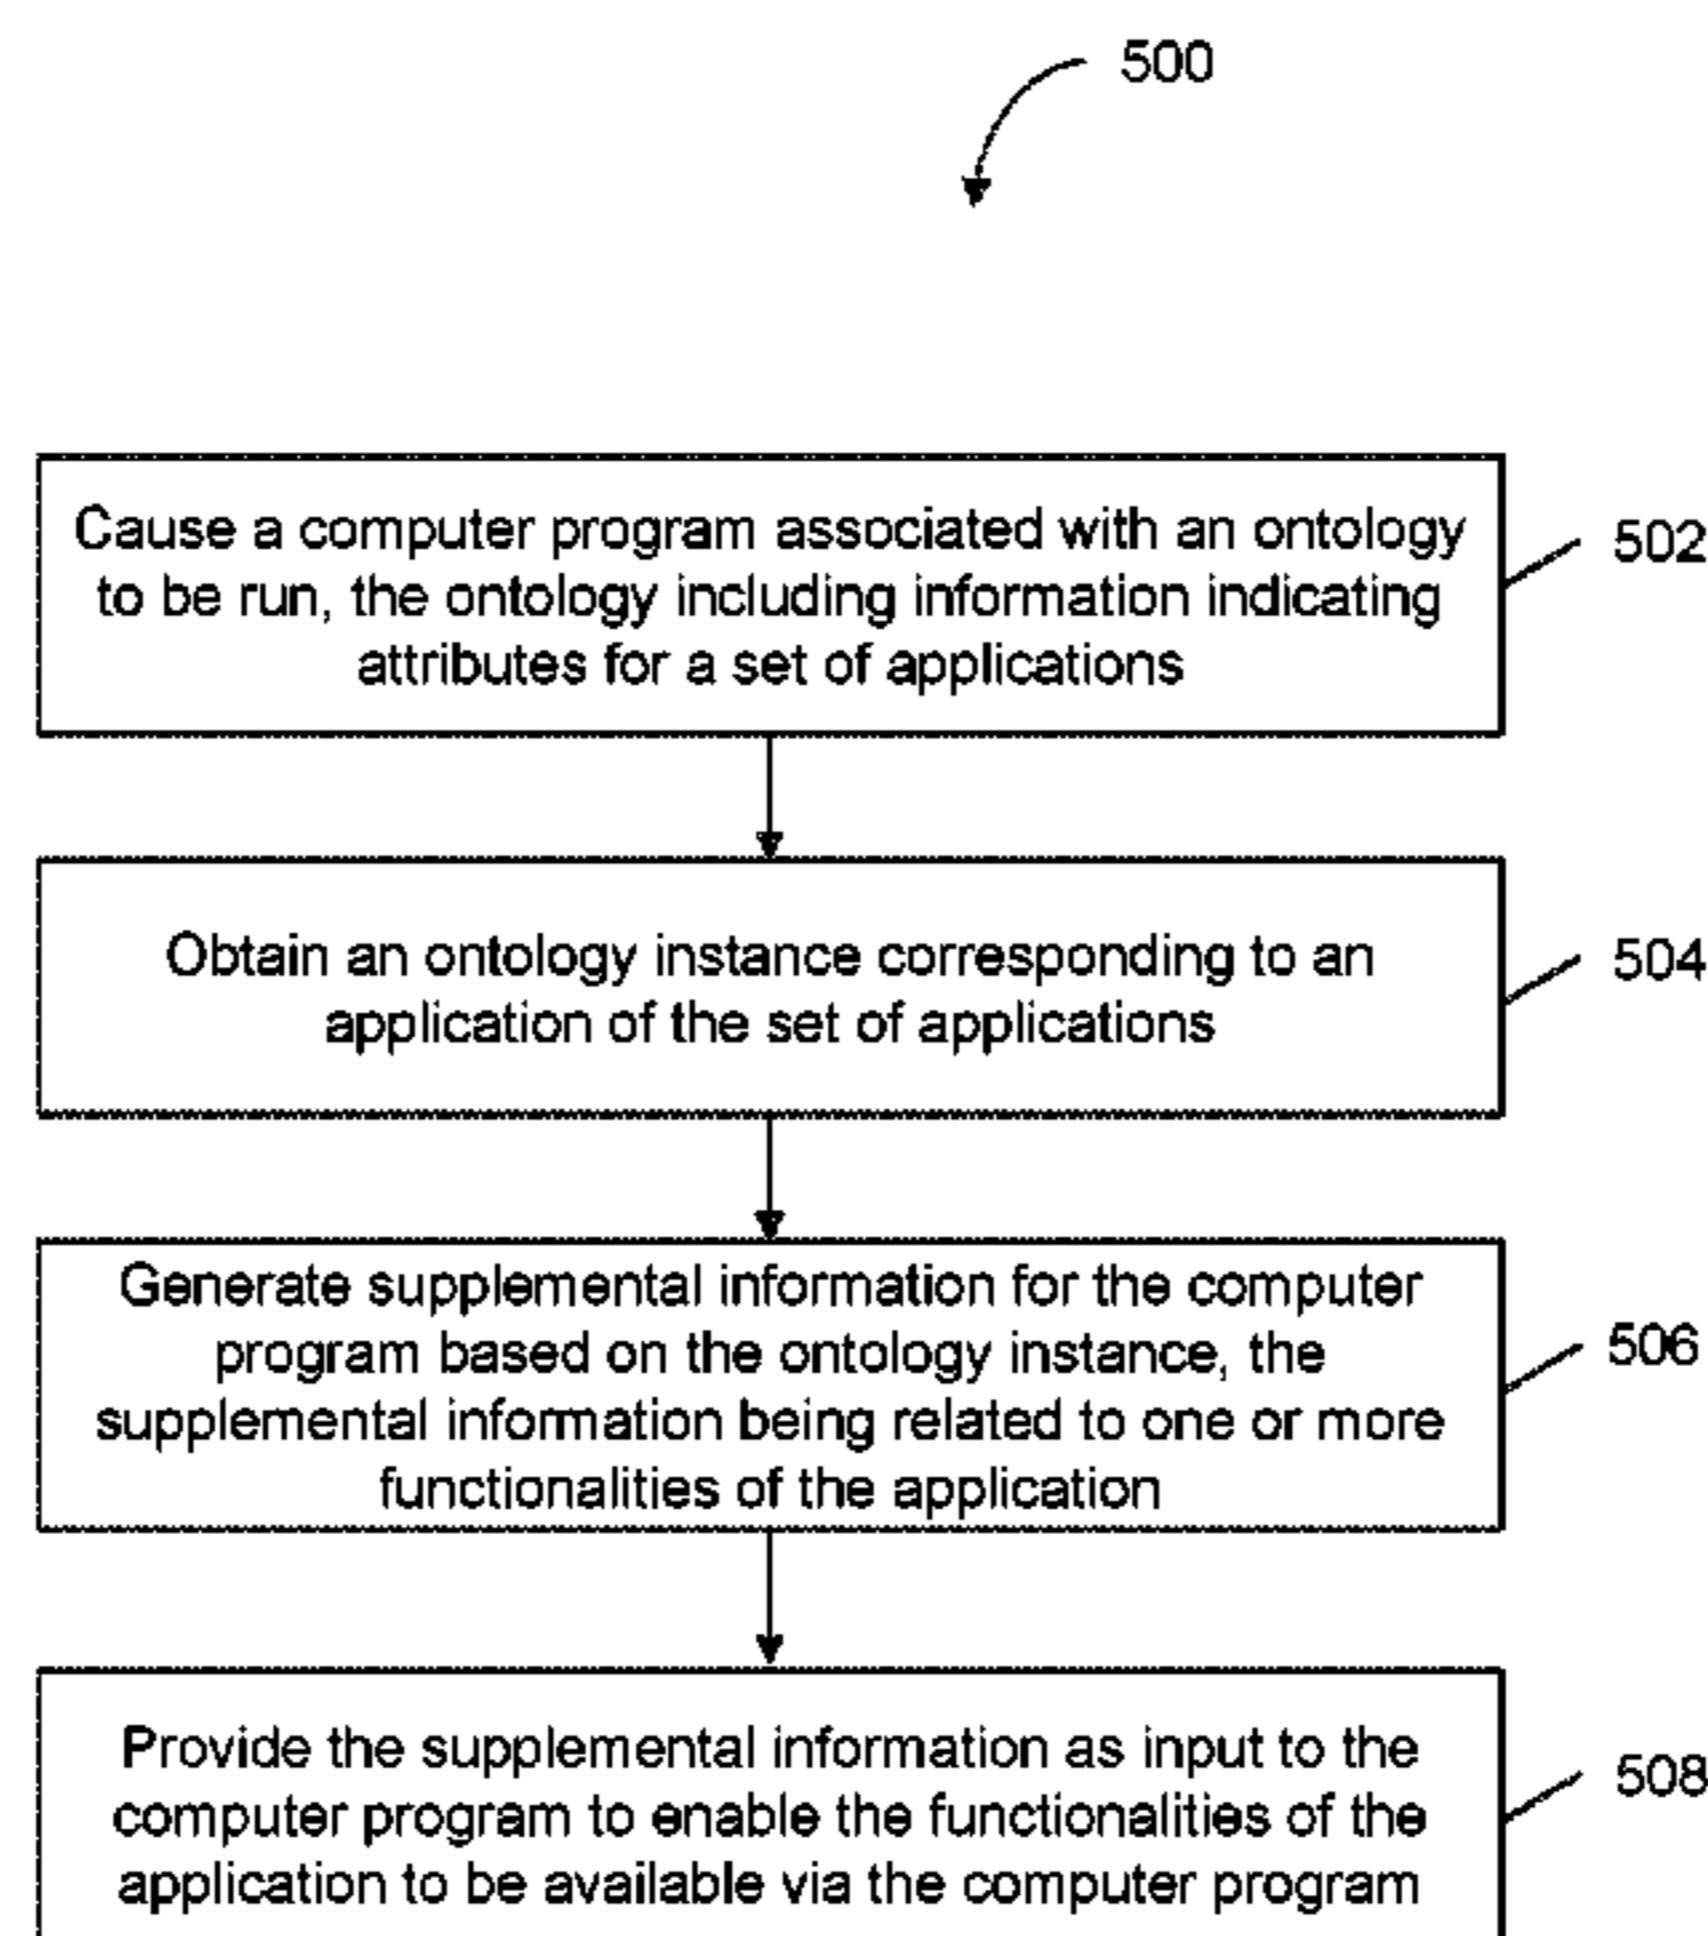 500
Cause a computer program associated with an ontology
to be run, the ontology including information indicating
attributes for a set of applications
502
Obtain an ontology instance corresponding to an
application of the set of applications
504
Generate supplemental information for the computer
program based on the ontology instance, the
supplemental information being related to one or more
functionalities of the application
506
Provide the supplemental information as input to the
computer program to enable the functionalities of the
application to be available via the computer program
508